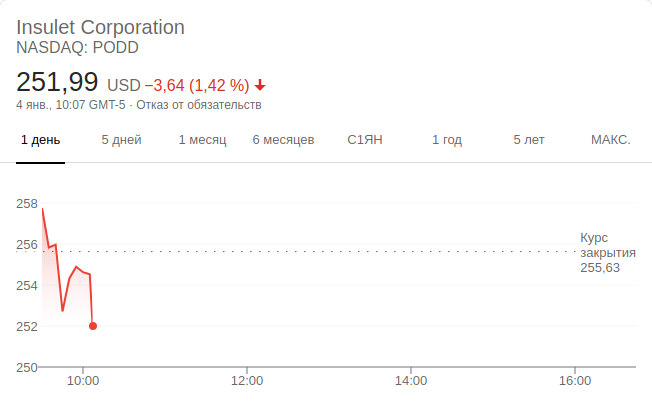 Insulet Corporation
NASDAQ: PODD
251,99 USD −3,64 (1,42 %)
4 янв., 10:07 GMT-5 · Отказ от обязательств
1 день 5 дней 1 месяц 6 месяцев С1ЯН 1 год 5 лет МАКС.
258
256
254
252
250
Курс
закрытия
255,63
10:00 12:00 14:00 16:00